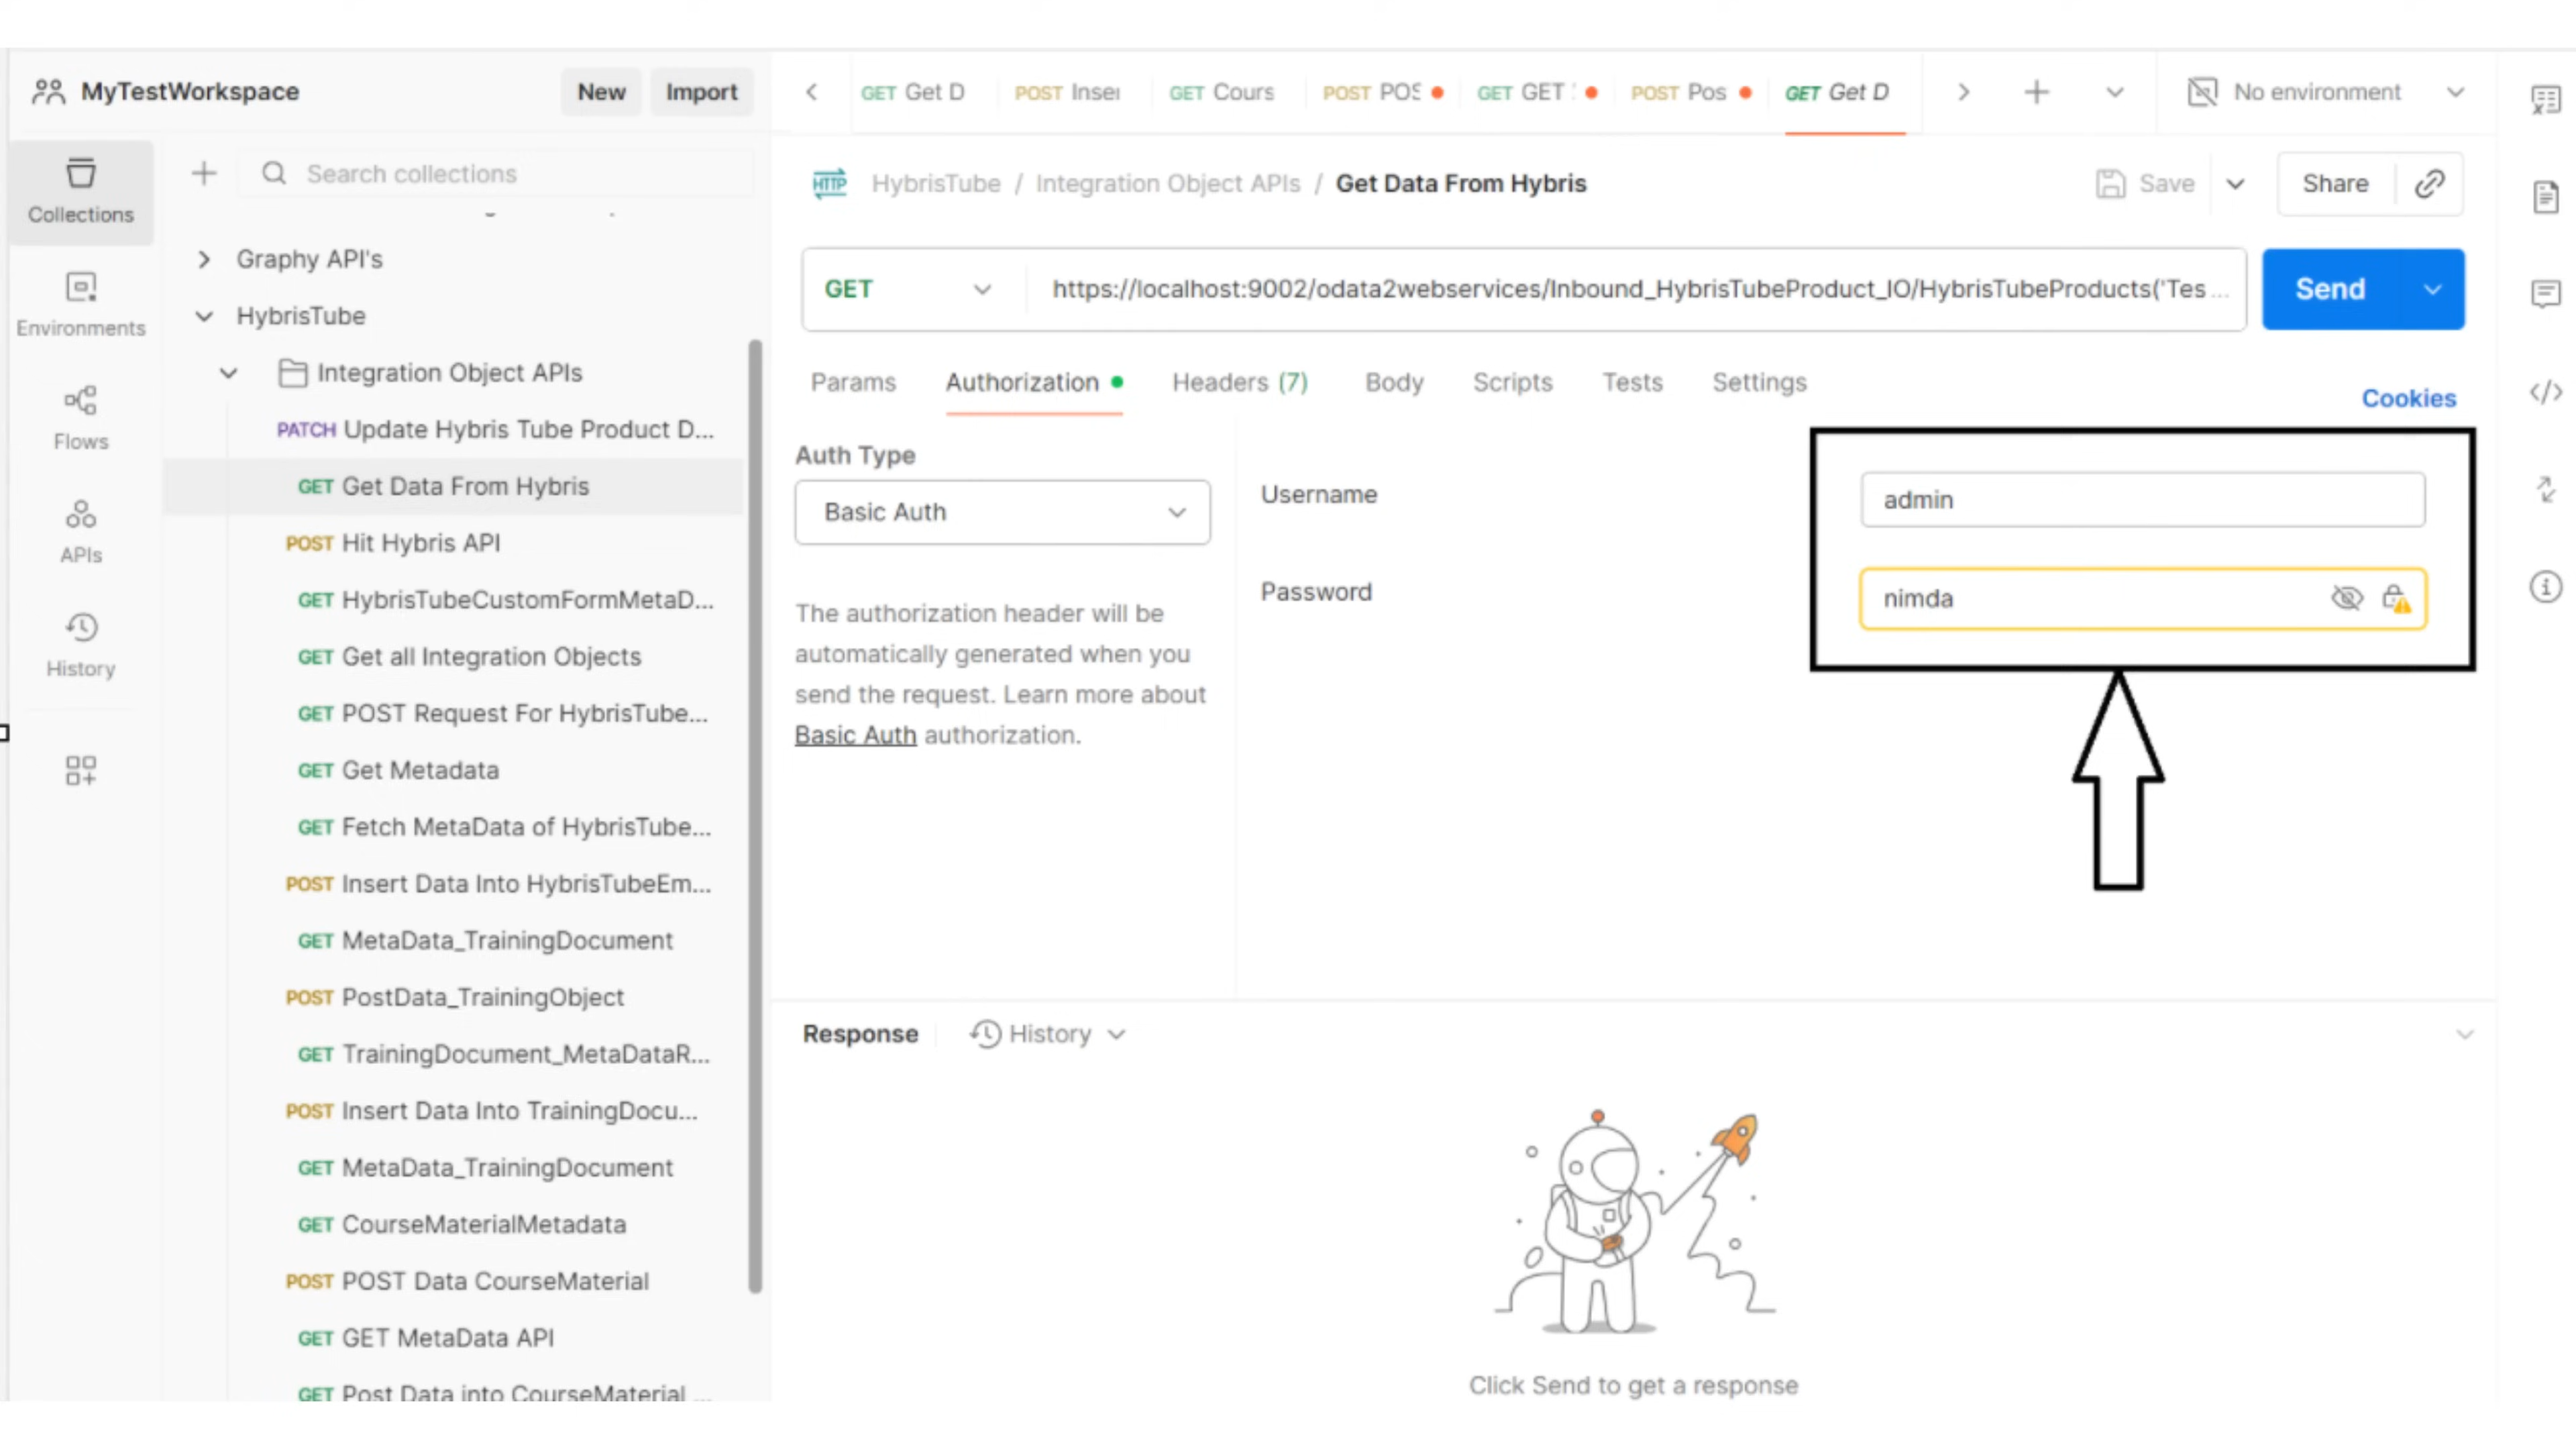 MyTestWorkspace
New
Import
GET Get D
POST Inser
GET Cours
POST POS
GET GET
POST Pos
GET Get D
No environment
Collections
Environments
Flows
APIs
History
Search collections
Graphy API's
HybrisTube
Integration Object APIs
PATCH Update Hybris Tube Product D...
GET Get Data From Hybris
POST Hit Hybris API
GET HybrisTubeCustomFormMetaD...
GET Get all Integration Objects
GET POST Request For HybrisTube...
GET Get Metadata
GET Fetch MetaData of HybrisTube...
POST Insert Data Into HybrisTubeEm...
GET MetaData_TrainingDocument
POST PostData_TrainingObject
GET TrainingDocument_MetaDataR...
POST Insert Data Into TrainingDocu...
GET MetaData_TrainingDocument
GET CourseMaterialMetadata
POST POST Data CourseMaterial
GET GET MetaData API
GET Post Data into CourseMaterial ...
HTTP HybrisTube / Integration Object APIs / Get Data From Hybris
Save
Share
GET
https://localhost:9002/odata2webservices/Inbound_HybrisTubeProduct_IO/HybrisTubeProducts('Tes ...
Send
Params
Authorization
Headers (7)
Body
Scripts
Tests
Settings
Cookies
Auth Type
Basic Auth
The authorization header will be
automatically generated when you
send the request. Learn more about
Basic Auth authorization.
Username
admin
Password
nimda
Response
History
Click Send to get a response